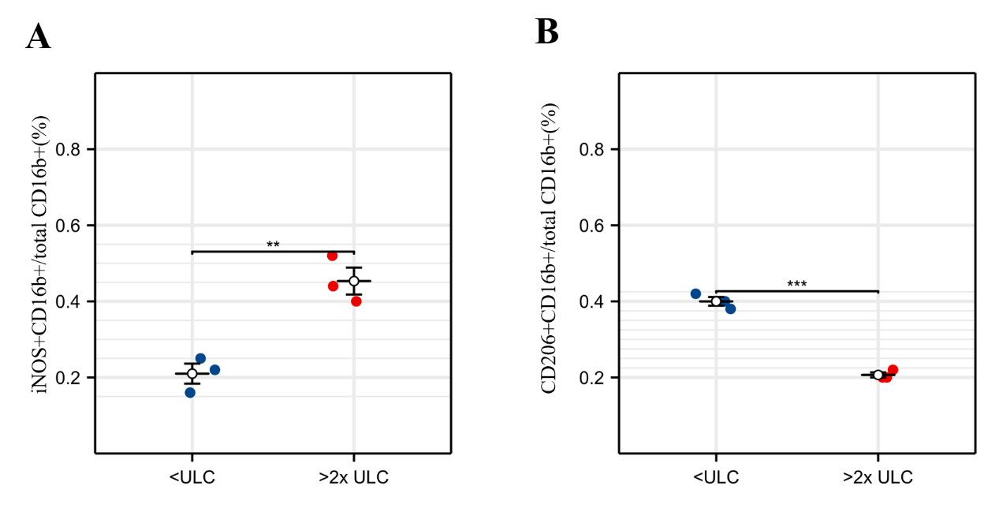 A
iNOS+CD16b+/total CD16b+(%)
0.8
0.6
0.4
0.2
**
<ULC
>2x ULC
B
CD206+CD16b+/total CD16b+(%)
0.8
0.6
0.4
0.2
***
<ULC
>2x ULC